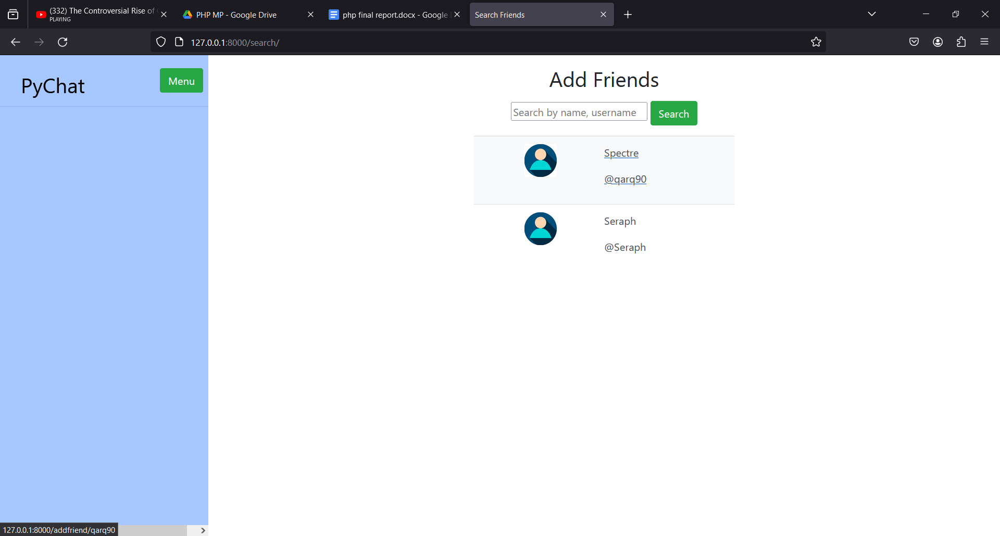 (332) The Controversial Rise of
PLAYING
PHP MP - Google Drive
php final report.docx - Google
Search Friends
127.0.0.1:8000/search/
PyChat
Menu
Add Friends
Search by name, username
Search
Spectre
@qarq90
Seraph
@Seraph
127.0.0.1:8000/addfriend/qarq90